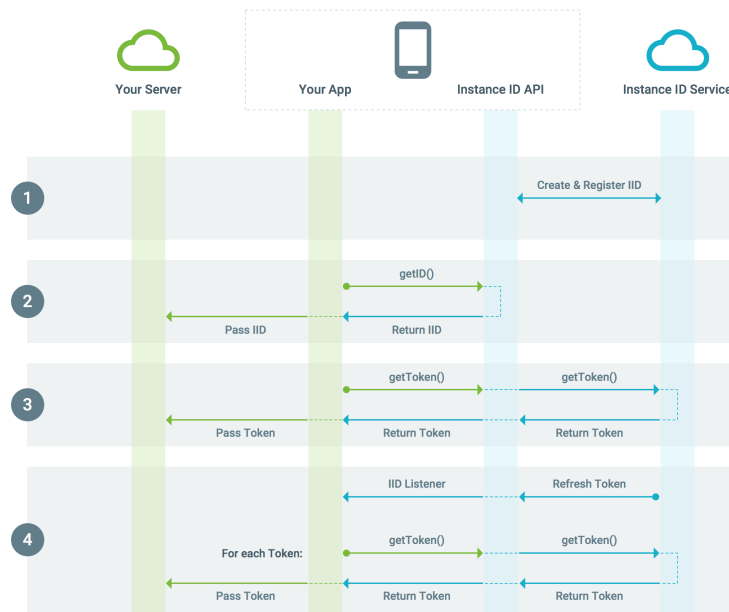 Your Server
Your App
Instance ID API
Instance ID Service
1
Create & Register IID
2
getID()
Pass IID
Return IID
3
getToken()
getToken()
Pass Token
Return Token
Return Token
4
IID Listener
Refresh Token
For each Token:
getToken()
getToken()
Pass Token
Return Token
Return Token